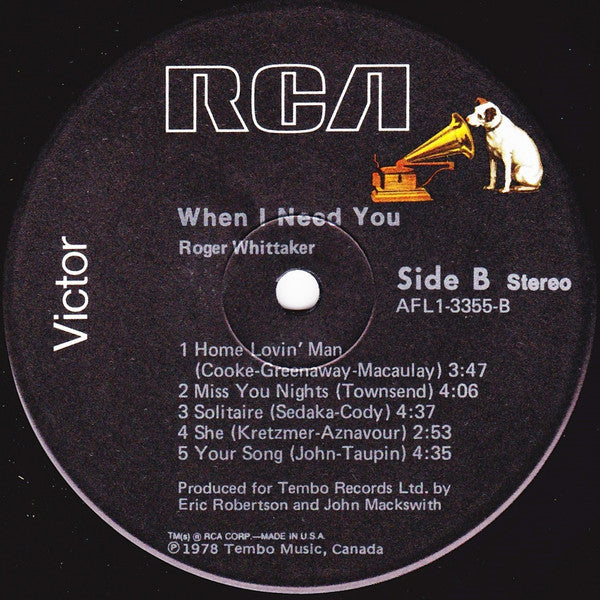 RCA
Victor
When I Need You
Roger Whittaker
Side B Stereo
AFL1-3355-B
1 Home Lovin' Man
(Cooke-Greenaway-Macaulay) 3:47
2 Miss You Nights (Townsend) 4:06
3 Solitaire (Sedaka-Cody) 4:37
4 She (Kretzmer-Aznavour) 2:53
5 Your Song (John-Taupin) 4:35
Produced for Tembo Records Ltd. by
Eric Robertson and John Mackswith
TM(s) ® RCA CORP.—MADE IN U.S.A.
℗ 1978 Tembo Music, Canada